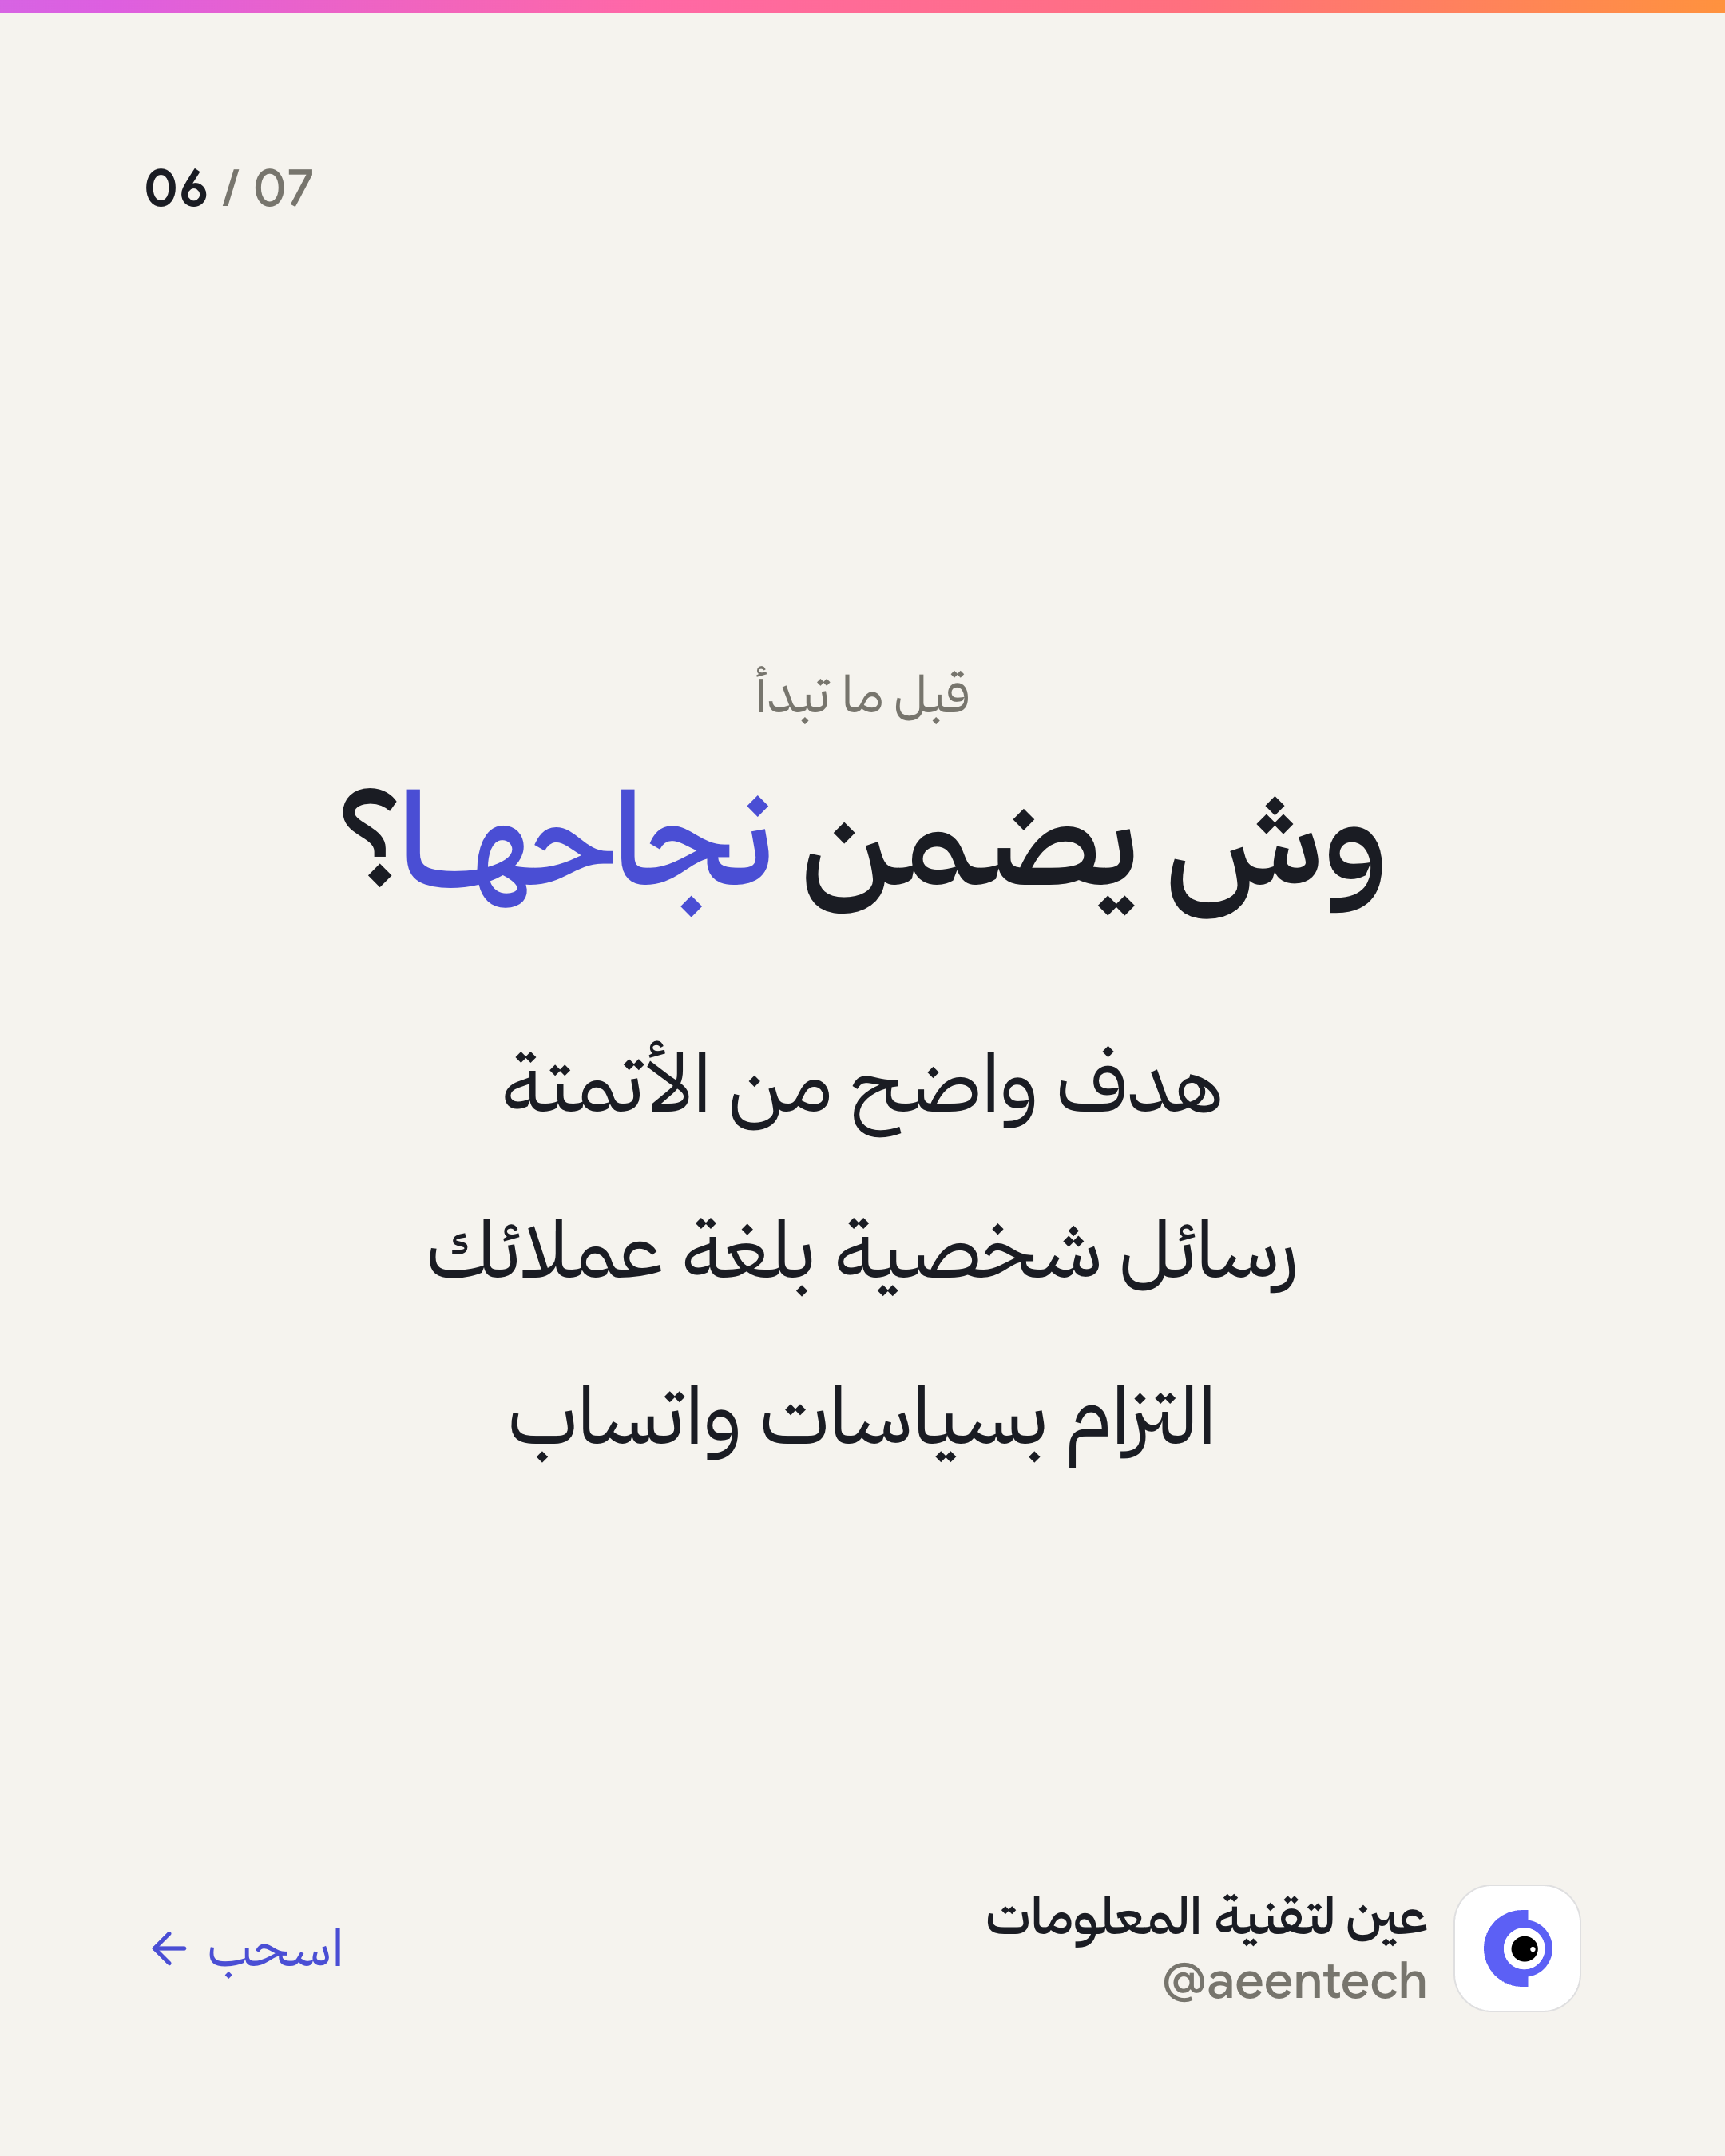 06 / 07
قبل ما تبدأ
وش يضمن نجاحها؟
هدف واضح من الأتمتة
رسائل شخصية بلغة عملائك
التزام بسياسات واتساب
عين لتقنية المعلومات
@aeentech
اسحب ←